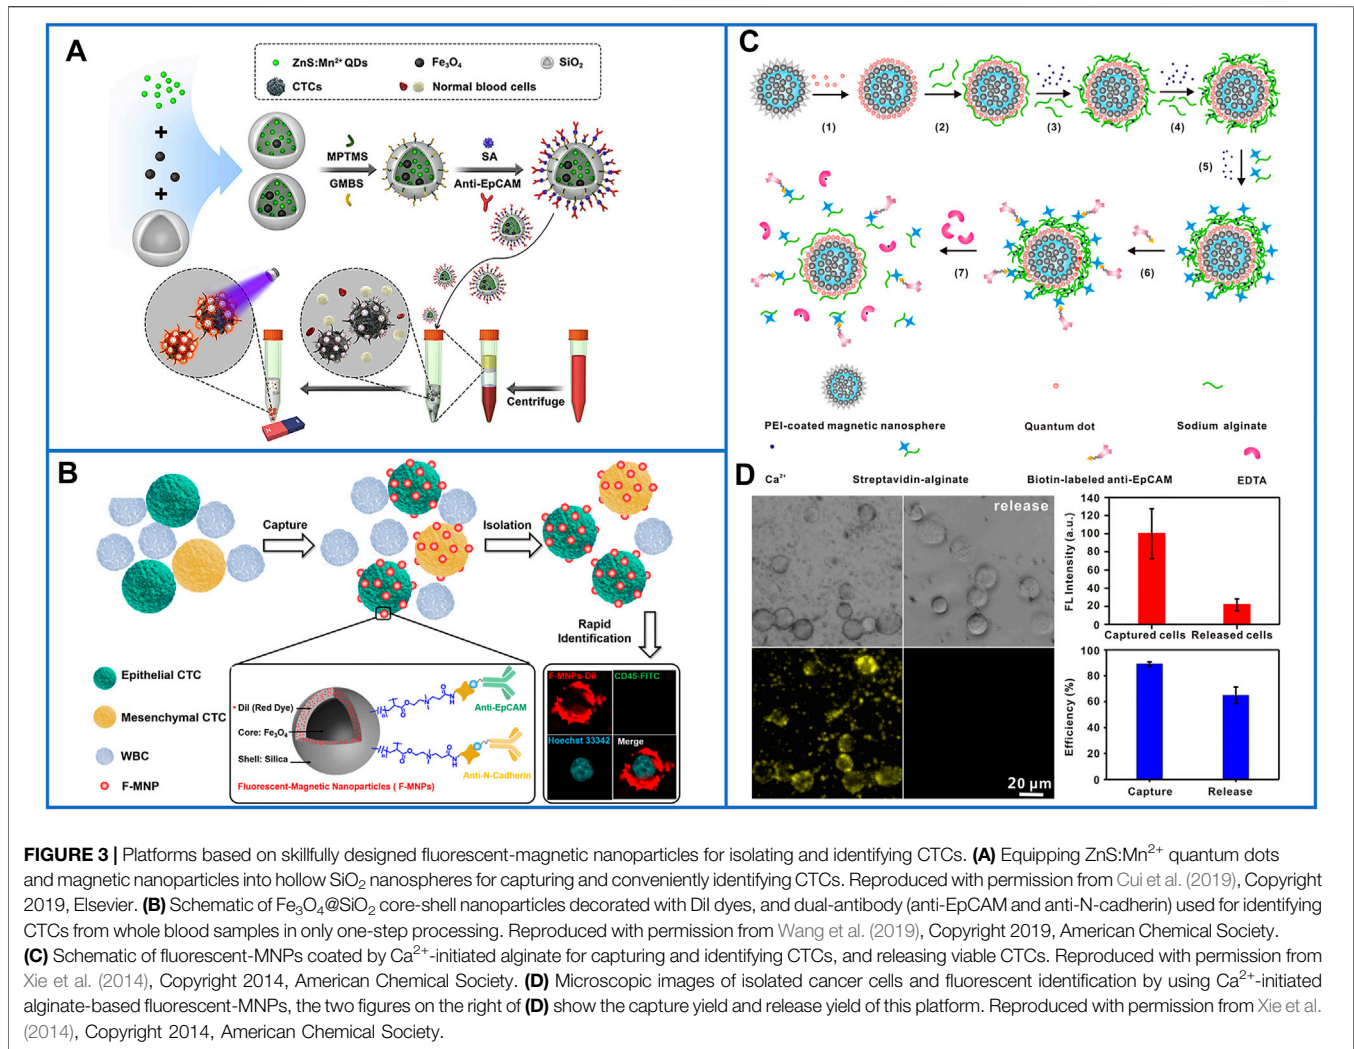 A
ZnS:Mn²⁺ QDs
Fe₃O₄
SiO₂
CTCs
Normal blood cells
MPTMS
GMBS
SA
Anti-EpCAM
Centrifuge
N
B
Capture
Isolation
Rapid
Identification
Epithelial CTC
Mesenchymal CTC
WBC
F-MNP
Dil (Red Dye)
Core: Fe₃O₄
Shell: Silica
Fluorescent-Magnetic Nanoparticles ( F-MNPs)
Anti-EpCAM
Anti-N-Cadherin
F-MNPs-Dil
CD45-FITC
Hoechst 33342
Merge
C
(1)
(2)
(3)
(4)
(5)
(6)
(7)
PEI-coated magnetic nanosphere
Quantum dot
Sodium alginate
Ca²⁺
Streptavidin-alginate
Biotin-labeled anti-EpCAM
EDTA
D
release
20 μm
FL Intensity (a.u.)
140
120
100
80
60
40
20
0
Captured cells
Released cells
Efficiency (%)
100
80
60
40
20
0
Capture
Release
FIGURE 3 | Platforms based on skillfully designed fluorescent-magnetic nanoparticles for isolating and identifying CTCs. (A) Equipping ZnS:Mn²⁺ quantum dots
and magnetic nanoparticles into hollow SiO₂ nanospheres for capturing and conveniently identifying CTCs. Reproduced with permission from Cui et al. (2019), Copyright
2019, Elsevier. (B) Schematic of Fe₃O₄@SiO₂ core-shell nanoparticles decorated with Dil dyes, and dual-antibody (anti-EpCAM and anti-N-cadherin) used for identifying
CTCs from whole blood samples in only one-step processing. Reproduced with permission from Wang et al. (2019), Copyright 2019, American Chemical Society.
(C) Schematic of fluorescent-MNPs coated by Ca²⁺-initiated alginate for capturing and identifying CTCs, and releasing viable CTCs. Reproduced with permission from
Xie et al. (2014), Copyright 2014, American Chemical Society. (D) Microscopic images of isolated cancer cells and fluorescent identification by using Ca²⁺-initiated
alginate-based fluorescent-MNPs, the two figures on the right of (D) show the capture yield and release yield of this platform. Reproduced with permission from Xie et al.
(2014), Copyright 2014, American Chemical Society.